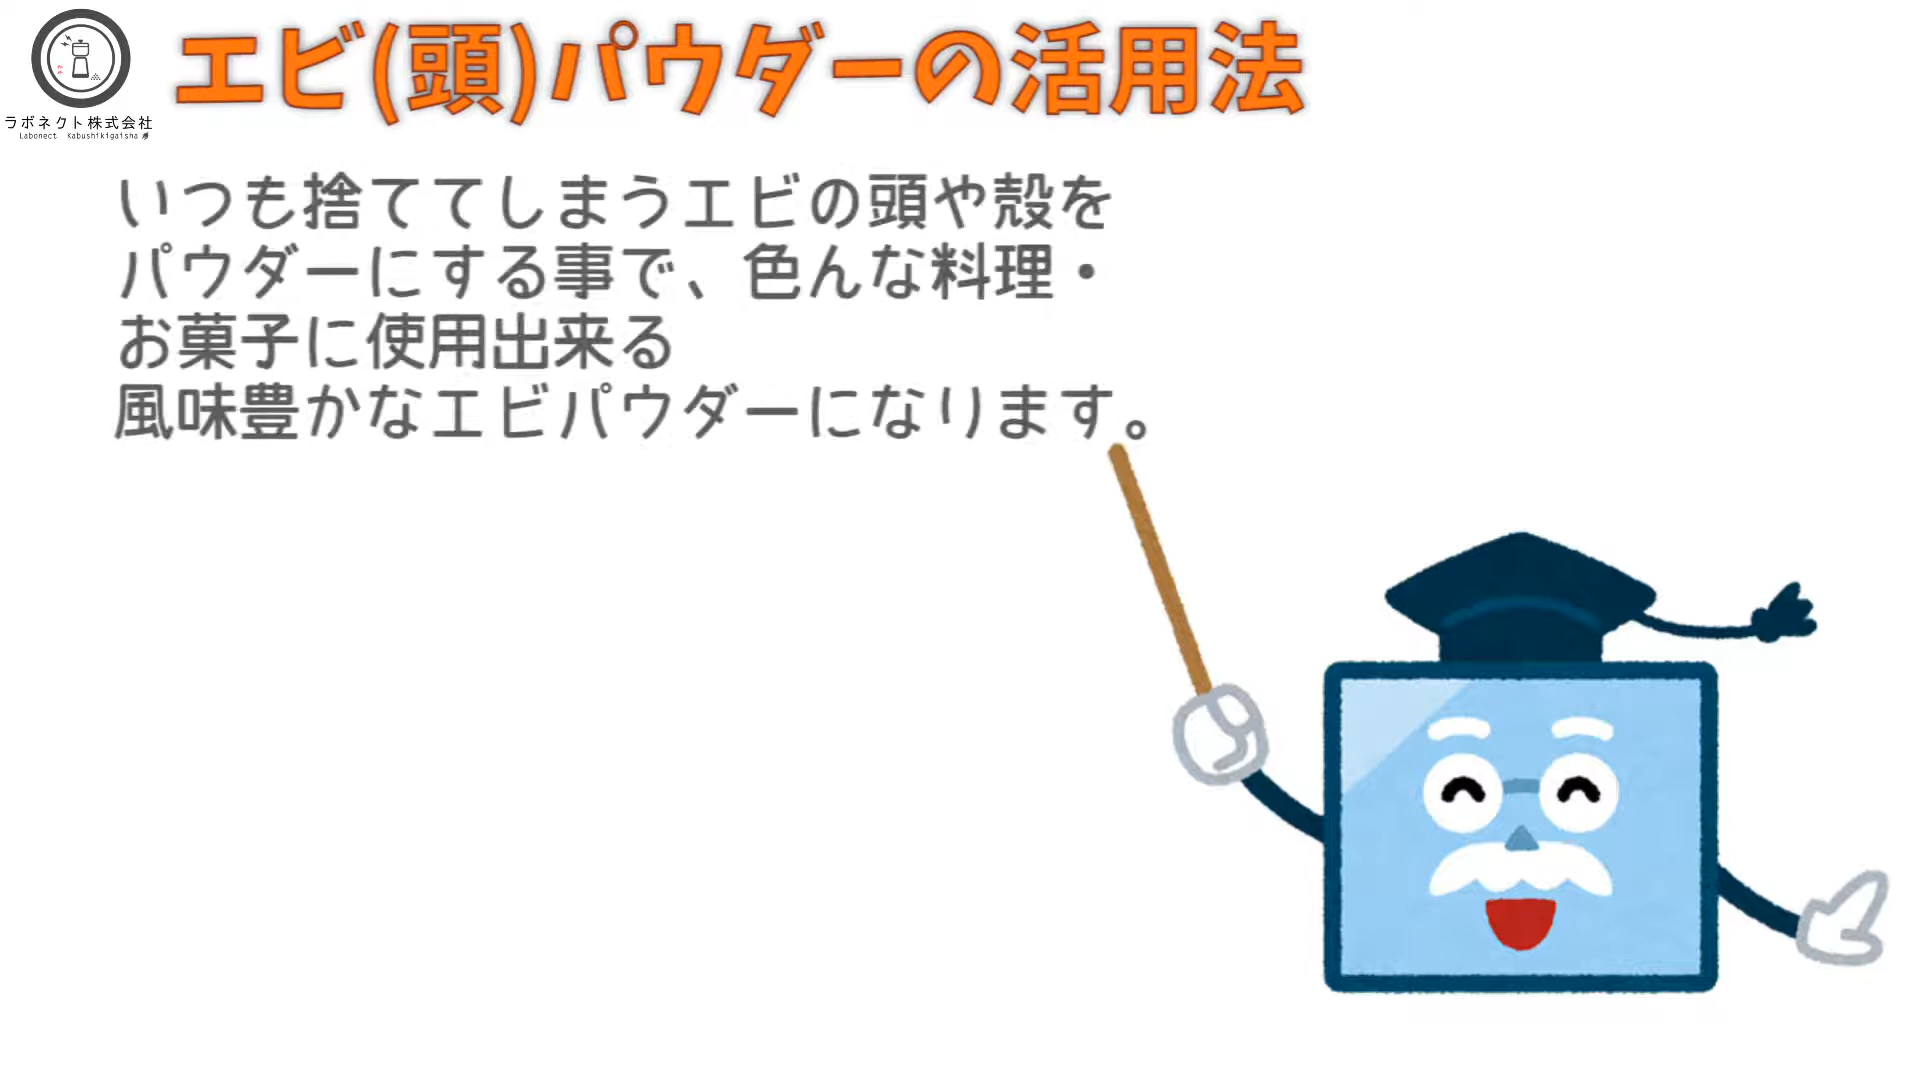 エビ(頭)パウダーの活用法
ラボネクト株式会社
Labonect Kabushikigaisha
いつも捨ててしまうエビの頭や殻を
パウダーにする事で、色んな料理・
お菓子に使用出来る
風味豊かなエビパウダーになります。